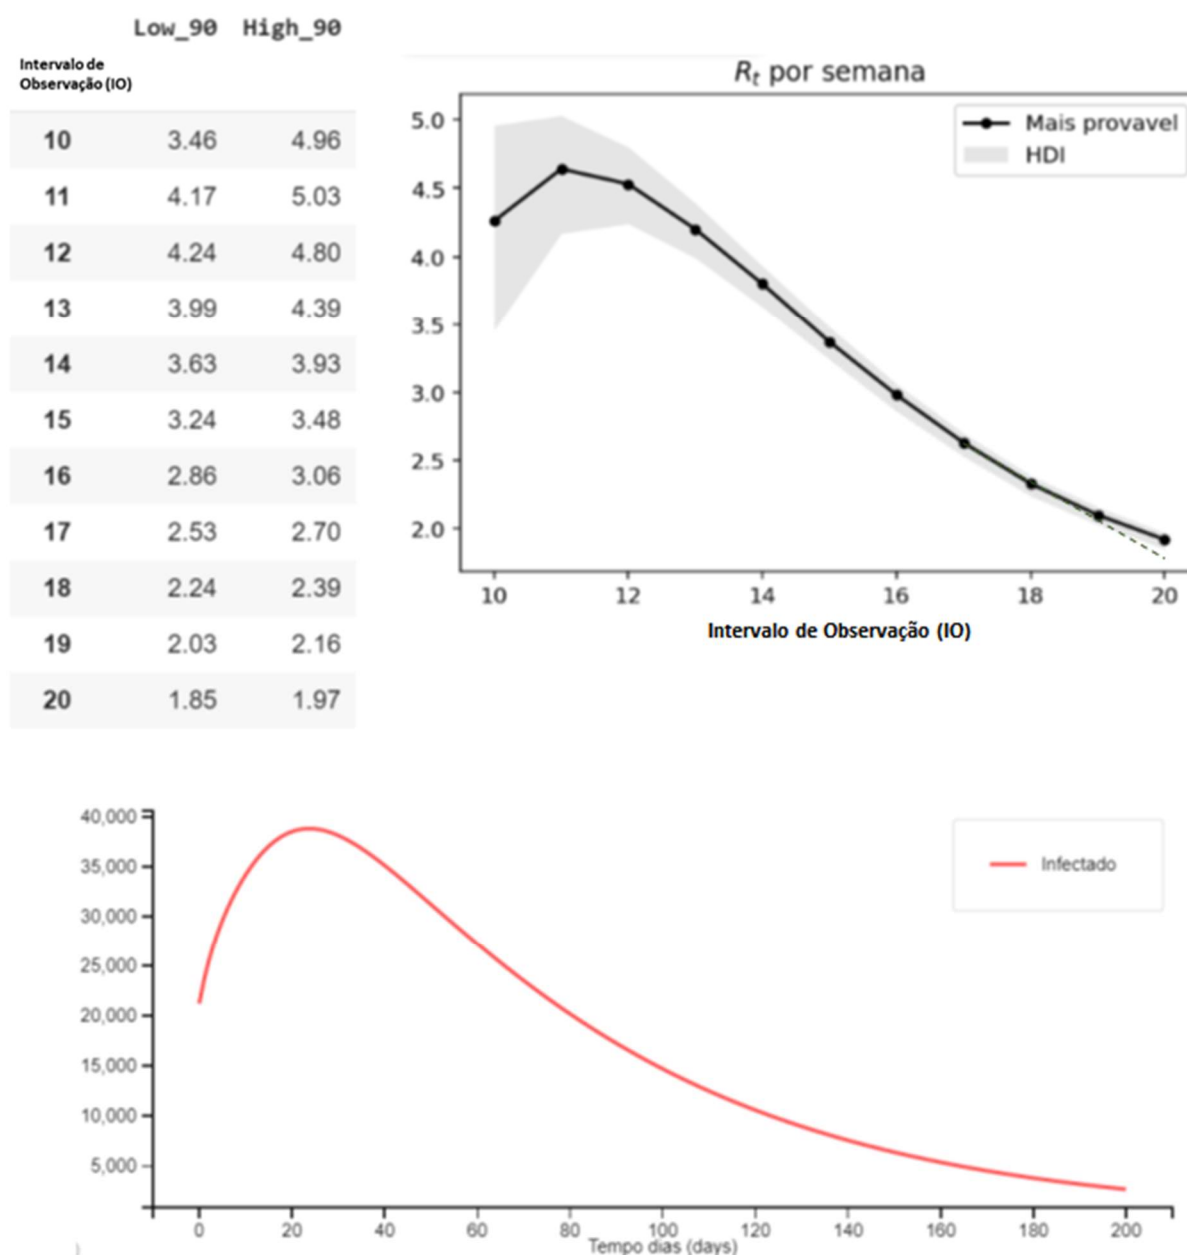 Low_90 High_90
Intervalo de
Observação (IO)
10 3.46 4.96
11 4.17 5.03
12 4.24 4.80
13 3.99 4.39
14 3.63 3.93
15 3.24 3.48
16 2.86 3.06
17 2.53 2.70
18 2.24 2.39
19 2.03 2.16
20 1.85 1.97
Rt por semana
Mais provavel
HDI
5.0
4.5
4.0
3.5
3.0
2.5
2.0
10 12 14 16 18 20
Intervalo de Observação (IO)
40,000
35,000
30,000
25,000
20,000
15,000
10,000
5,000
Infectado
0 20 40 60 80 100 120 140 160 180 200
Tempo dias (days)